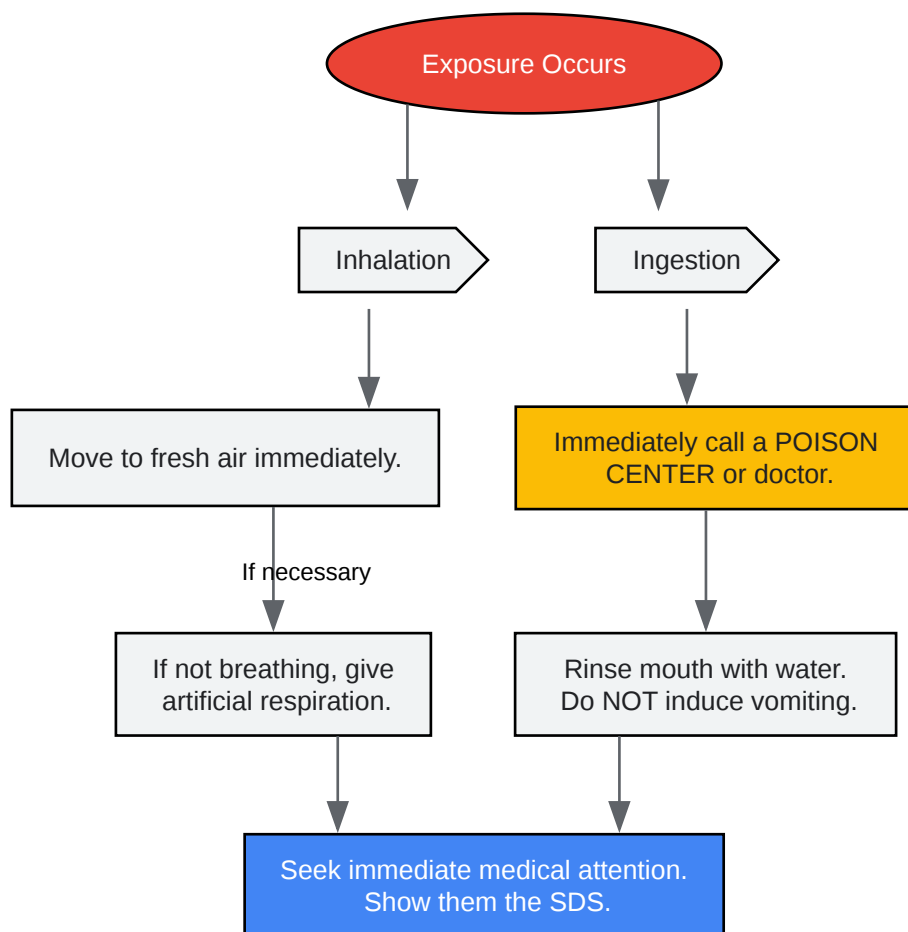 Exposure Occurs
Inhalation
Ingestion
Move to fresh air immediately.
Immediately call a POISON
CENTER or doctor.
If necessary
If not breathing, give
artificial respiration.
Rinse mouth with water.
Do NOT induce vomiting.
Seek immediate medical attention.
Show them the SDS.